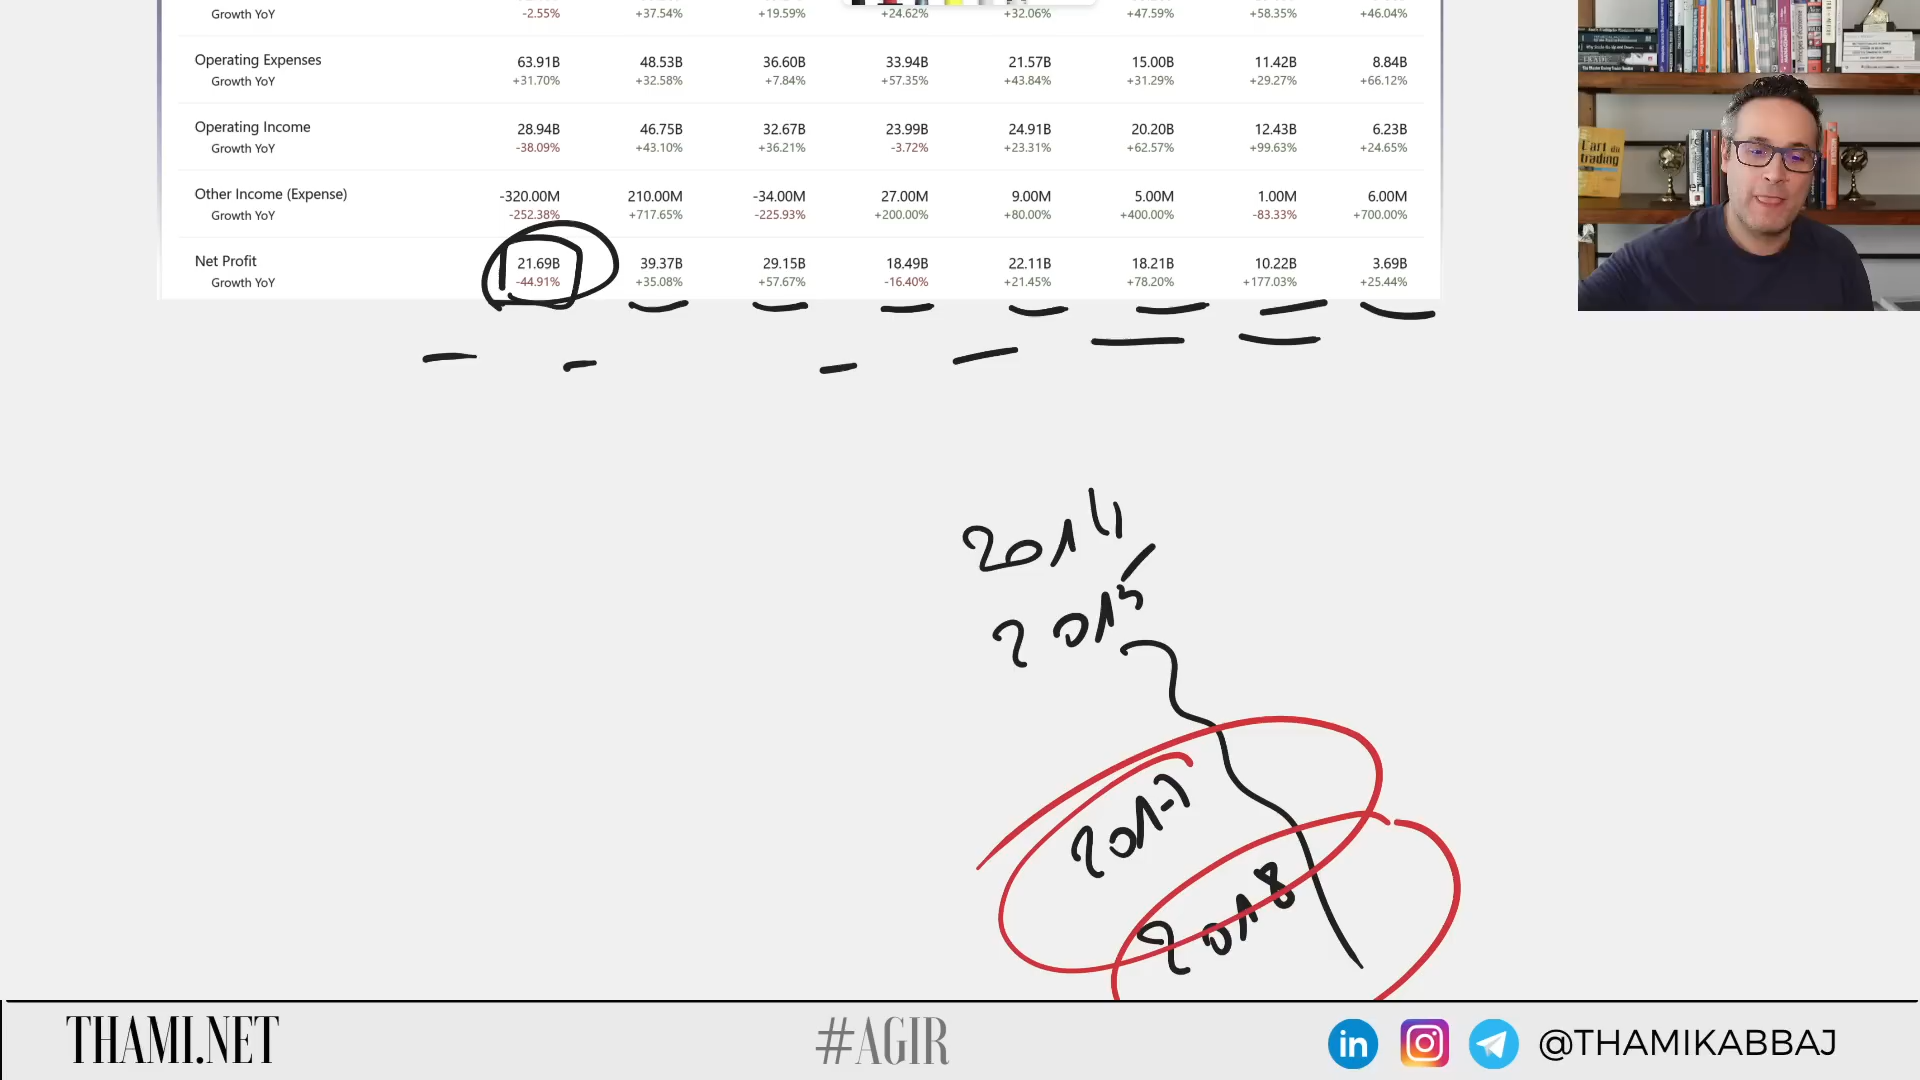 Growth YoY -2.55% +37.54% +19.59% +24.62% +32.06% +47.59% +58.35% +46.04%
Operating Expenses 63.91B 48.53B 36.60B 33.94B 21.57B 15.00B 11.42B 8.84B
Growth YoY +31.70% +32.58% +7.84% +57.35% +43.84% +31.29% +29.27% +66.12%
Operating Income 28.94B 46.75B 32.67B 23.99B 24.91B 20.20B 12.43B 6.23B
Growth YoY -38.09% +43.10% +36.21% -3.72% +23.31% +62.57% +99.63% +24.65%
Other Income (Expense) -320.00M 210.00M -34.00M 27.00M 9.00M 5.00M 1.00M 6.00M
Growth YoY -252.38% +717.65% -225.93% +200.00% +80.00% +400.00% -83.33% +700.00%
Net Profit 21.69B 39.37B 29.15B 18.49B 22.11B 18.21B 10.22B 3.69B
Growth YoY -44.91% +35.08% +57.67% -16.40% +21.45% +78.20% +177.03% +25.44%
L'art du
trading
2014
2015
2017
2018
THAMI.NET #AGIR in @THAMIKABBAJ